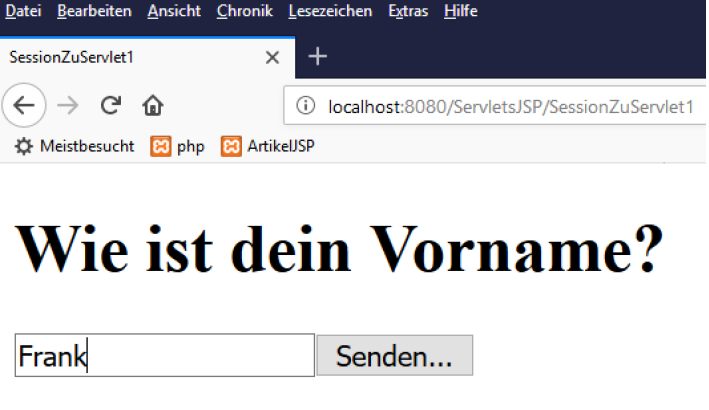 Datei Bearbeiten Ansicht Chronik Lesezeichen Extras Hilfe
SessionZuServlet1
localhost:8080/ServletsJSP/SessionZuServlet1
Meistbesucht php ArtikelJSP
Wie ist dein Vorname?
Frank Senden...